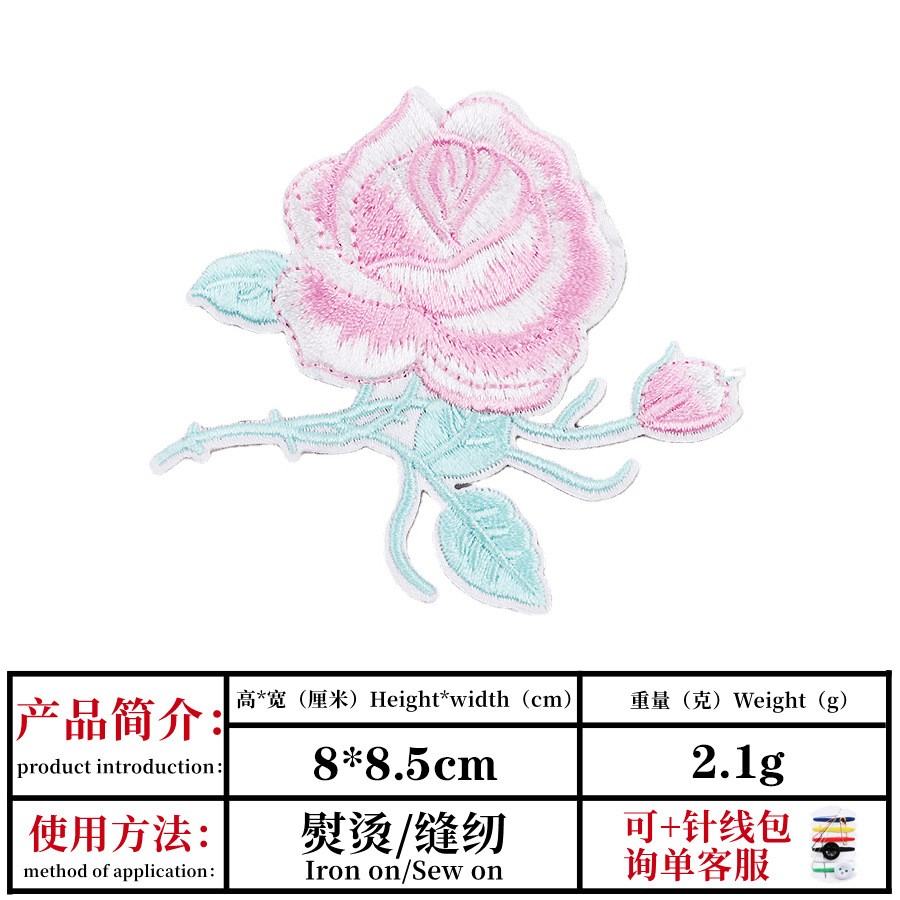 产品简介：
product introduction:
高*宽（厘米）Height*width（cm）
重量（克）Weight（g）
8*8.5cm
2.1g
使用方法：
method of application:
熨烫/缝纫
Iron on/Sew on
可+针线包
询单客服